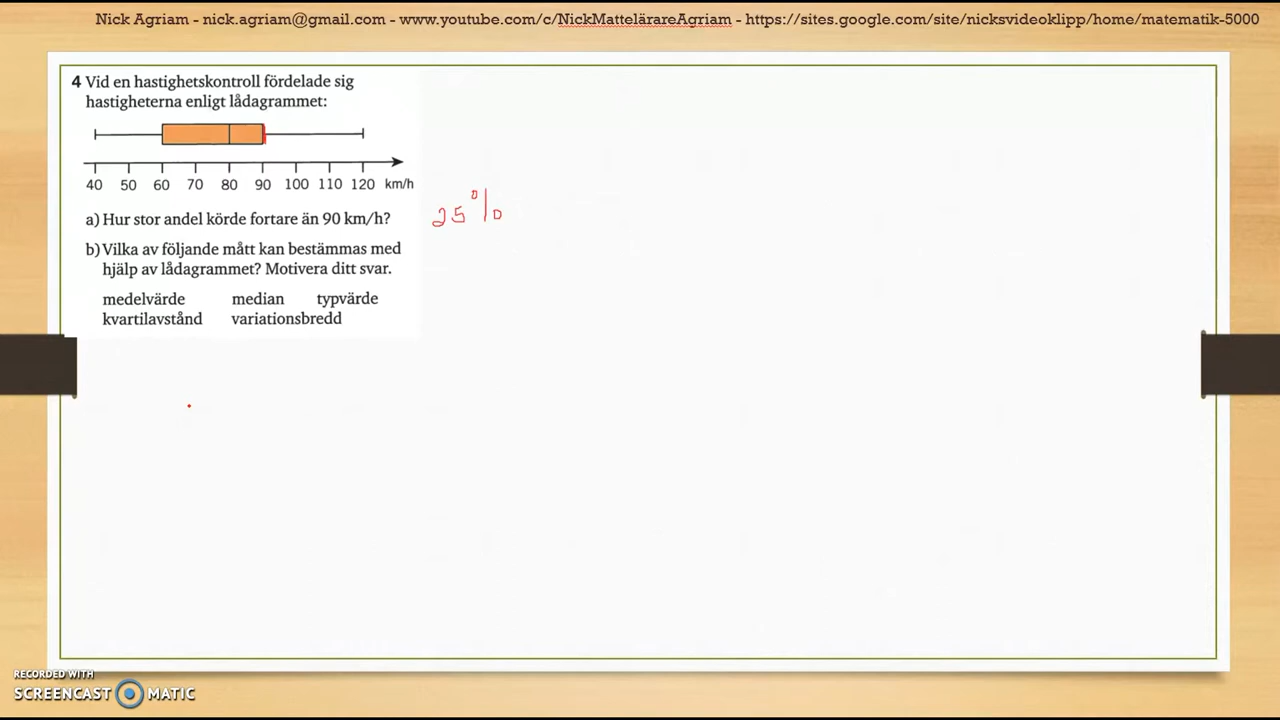 Nick Agriam - nick.agriam@gmail.com - www.youtube.com/c/NickMattelärareAgriam - https://sites.google.com/site/nicksvideoklipp/home/matematik-5000
4 Vid en hastighetskontroll fördelade sig
hastigheterna enligt lådagrammet:
40 50 60 70 80 90 100 110 120 km/h
a) Hur stor andel körde fortare än 90 km/h?
25 %
b) Vilka av följande mått kan bestämmas med
hjälp av lådagrammet? Motivera ditt svar.
medelvärde median typvärde
kvartilavstånd variationsbredd
RECORDED WITH
SCREENCAST MATIC